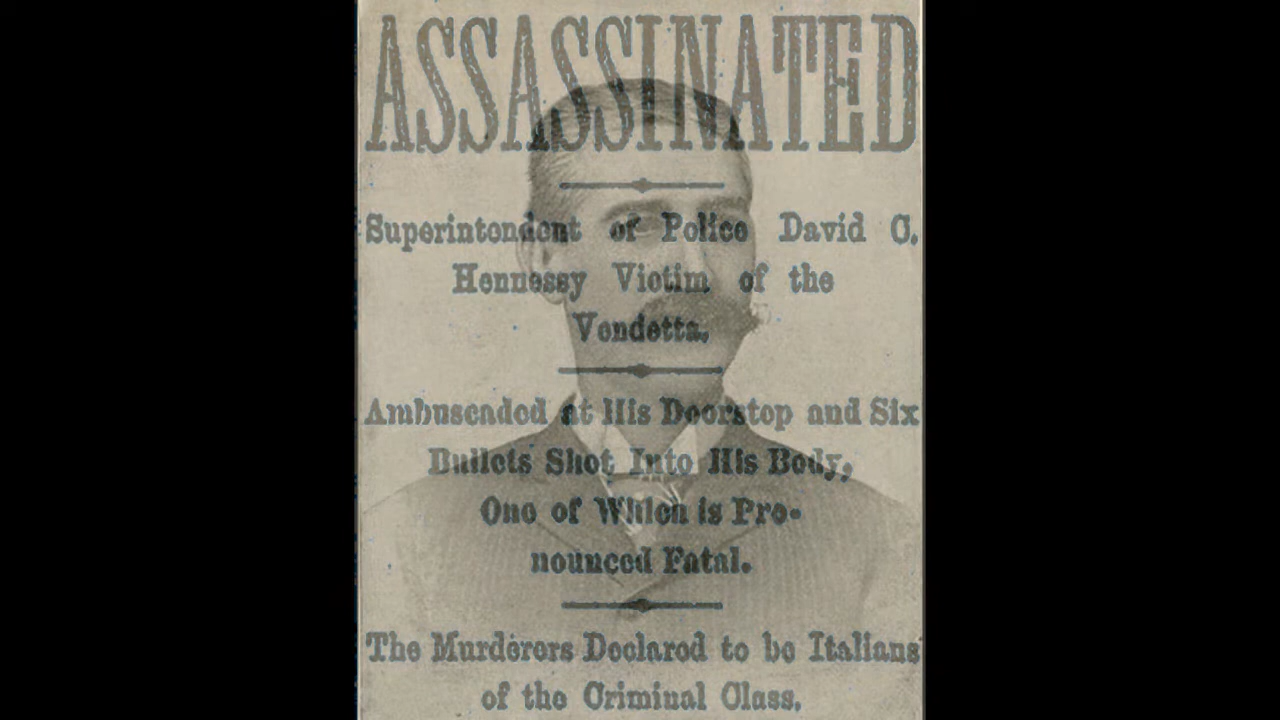 ASSASSINATED
Superintendent of Police David C.
Hennessy Victim of the
Vendetta.
Ambuscaded at His Doorstop and Six
Bullets Shot Into His Body,
One of Which is Pro-
nounced Fatal.
The Murderers Declared to be Italians
of the Criminal Class.